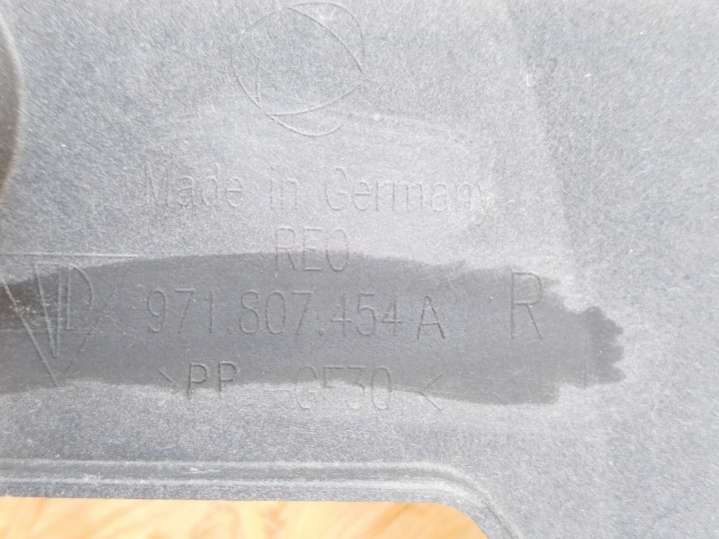 Made in Germany
REO
971.807.454 A R
>PP -GF30<